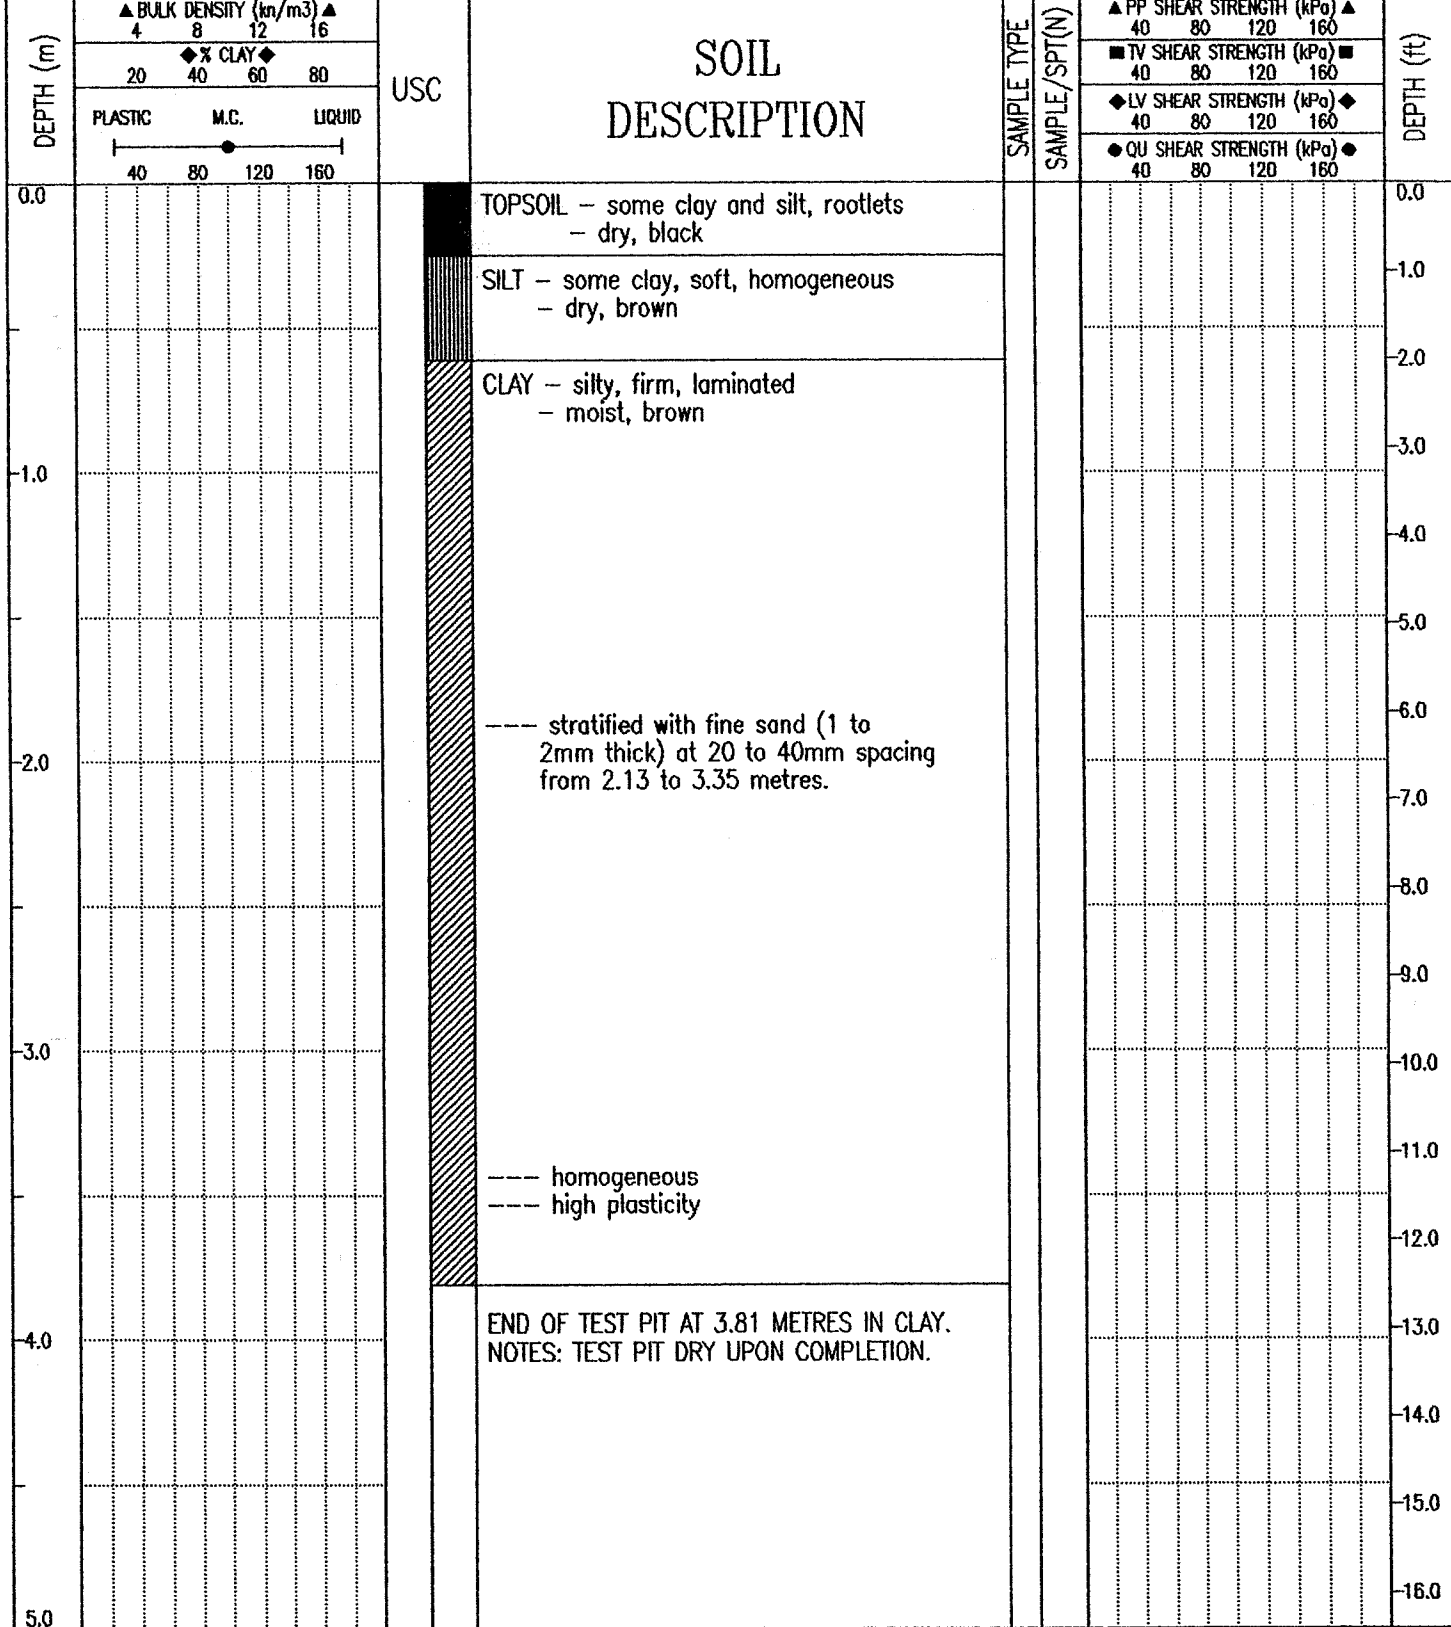 ▲ BULK DENSITY (kn/m3) ▲
4 8 12 16
◆ % CLAY ◆
20 40 60 80
PLASTIC M.C. LIQUID
40 80 120 160
DEPTH (m)
USC
SOIL
DESCRIPTION
SAMPLE TYPE
SAMPLE/SPT(N)
▲ PP SHEAR STRENGTH (kPa) ▲
40 80 120 160
■ TV SHEAR STRENGTH (kPa) ■
40 80 120 160
◆ LV SHEAR STRENGTH (kPa) ◆
40 80 120 160
● QU SHEAR STRENGTH (kPa) ●
40 80 120 160
DEPTH (ft)
0.0
TOPSOIL – some clay and silt, rootlets
– dry, black
0.0
SILT – some clay, soft, homogeneous
– dry, brown
1.0
2.0
CLAY – silty, firm, laminated
– moist, brown
1.0
3.0
4.0
5.0
--- stratified with fine sand (1 to
2mm thick) at 20 to 40mm spacing
from 2.13 to 3.35 metres.
6.0
2.0
7.0
8.0
9.0
3.0
10.0
11.0
--- homogeneous
--- high plasticity
12.0
END OF TEST PIT AT 3.81 METRES IN CLAY.
NOTES: TEST PIT DRY UPON COMPLETION.
4.0
13.0
14.0
15.0
16.0
5.0